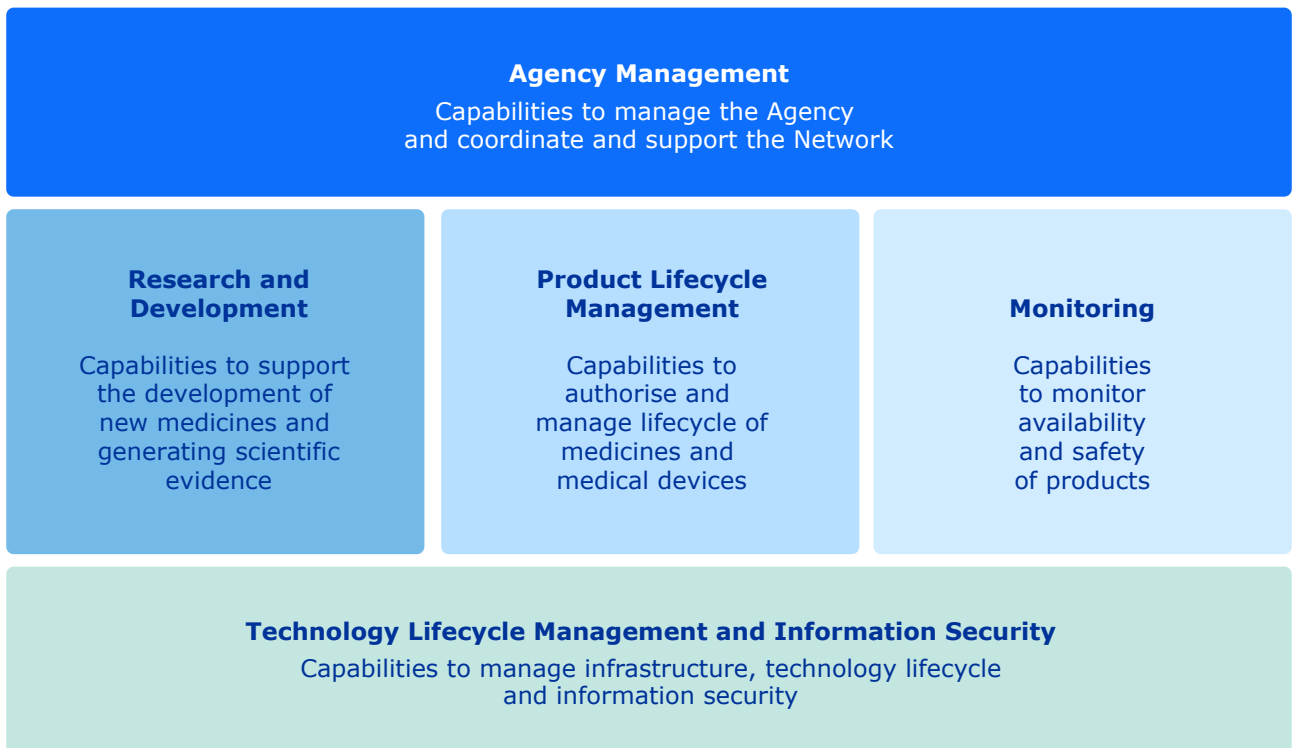 Agency Management
Capabilities to manage the Agency
and coordinate and support the Network
Research and
Development
Capabilities to support
the development of
new medicines and
generating scientific
evidence
Product Lifecycle
Management
Capabilities to
authorise and
manage lifecycle of
medicines and
medical devices
Monitoring
Capabilities
to monitor
availability
and safety
of products
Technology Lifecycle Management and Information Security
Capabilities to manage infrastructure, technology lifecycle
and information security